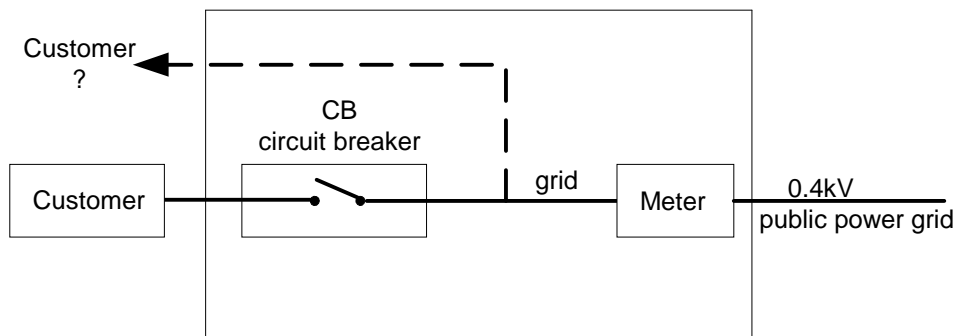 Customer
?
CB
circuit breaker
Customer
grid
Meter
0.4kV
public power grid